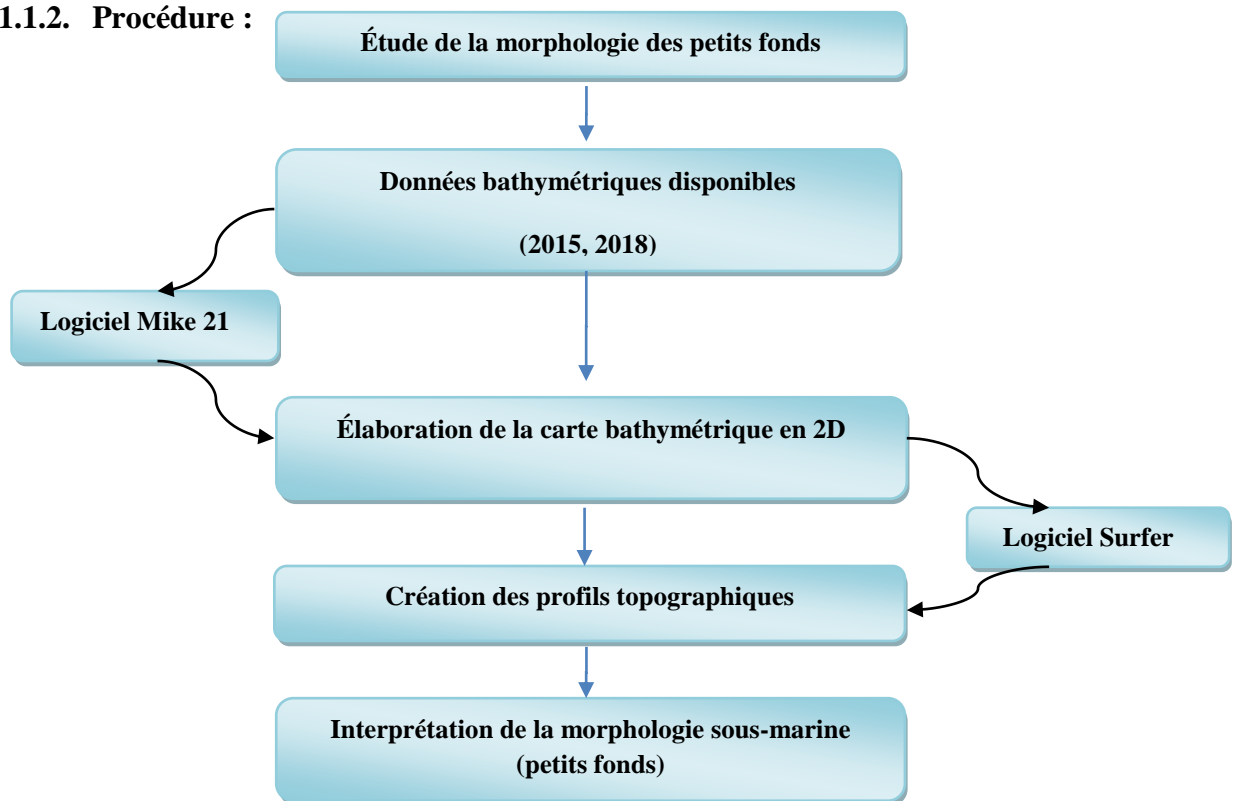 1.1.2. Procédure :
Étude de la morphologie des petits fonds
Données bathymétriques disponibles
(2015, 2018)
Logiciel Mike 21
Élaboration de la carte bathymétrique en 2D
Logiciel Surfer
Création des profils topographiques
Interprétation de la morphologie sous-marine
(petits fonds)